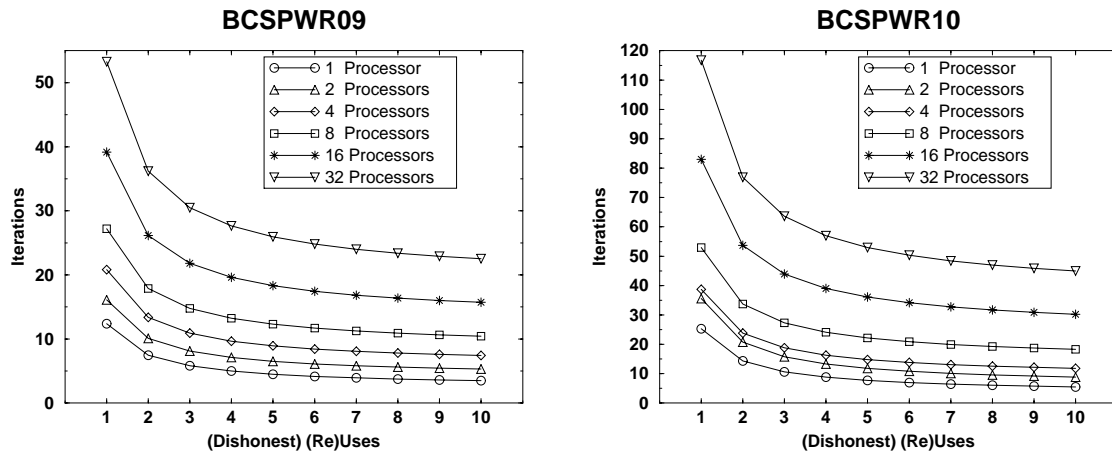 BCSPWR09
50
40
30
20
10
0
Iterations
1 Processor
2 Processors
4 Processors
8 Processors
16 Processors
32 Processors
1 2 3 4 5 6 7 8 9 10
(Dishonest) (Re)Uses
BCSPWR10
120
110
100
90
80
70
60
50
40
30
20
10
0
Iterations
1 Processor
2 Processors
4 Processors
8 Processors
16 Processors
32 Processors
1 2 3 4 5 6 7 8 9 10
(Dishonest) (Re)Uses